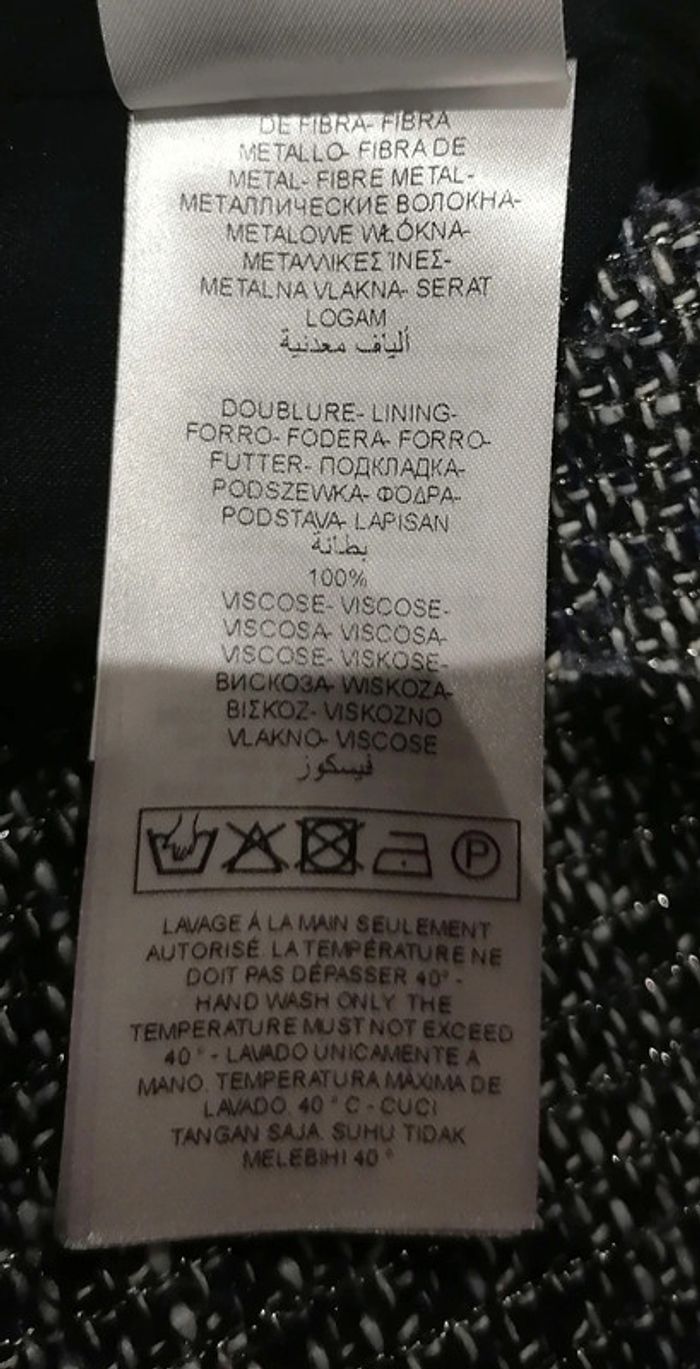 DE FIBRA- FIBRA
METALLO- FIBRA DE
METAL- FIBRE METAL-
МЕТАЛЛИЧЕСКИЕ ВОЛОКНА-
METALOWE WŁÓKNA-
ΜΕΤΑΛΛΙΚΕΣ ΊΝΕΣ-
METALNA VLAKNA- SERAT
LOGAM
ألياف معدنية
DOUBLURE- LINING-
FORRO- FODERA- FORRO-
FUTTER- ПОДКЛАДКА-
PODSZEWKA- ΦΟΔΡΑ-
PODSTAVA- LAPISAN
بطانة
100%
VISCOSE- VISCOSE-
VISCOSA- VISCOSA-
VISCOSE- VISKOSE-
ВИСКОЗА- WISKOZA-
ΒΙΣΚΌΖ- VISKOZNO
VLAKNO- VISCOSE
فيسكوز
P
LAVAGE À LA MAIN SEULEMENT
AUTORISÉ. LA TEMPÉRATURE NE
DOIT PAS DÉPASSER 40° -
HAND WASH ONLY. THE
TEMPERATURE MUST NOT EXCEED
40 ° - LAVADO UNICAMENTE A
MANO. TEMPERATURA MÁXIMA DE
LAVADO. 40 ° C - CUCI
TANGAN SAJA. SUHU TIDAK
MELEBIHI 40 °